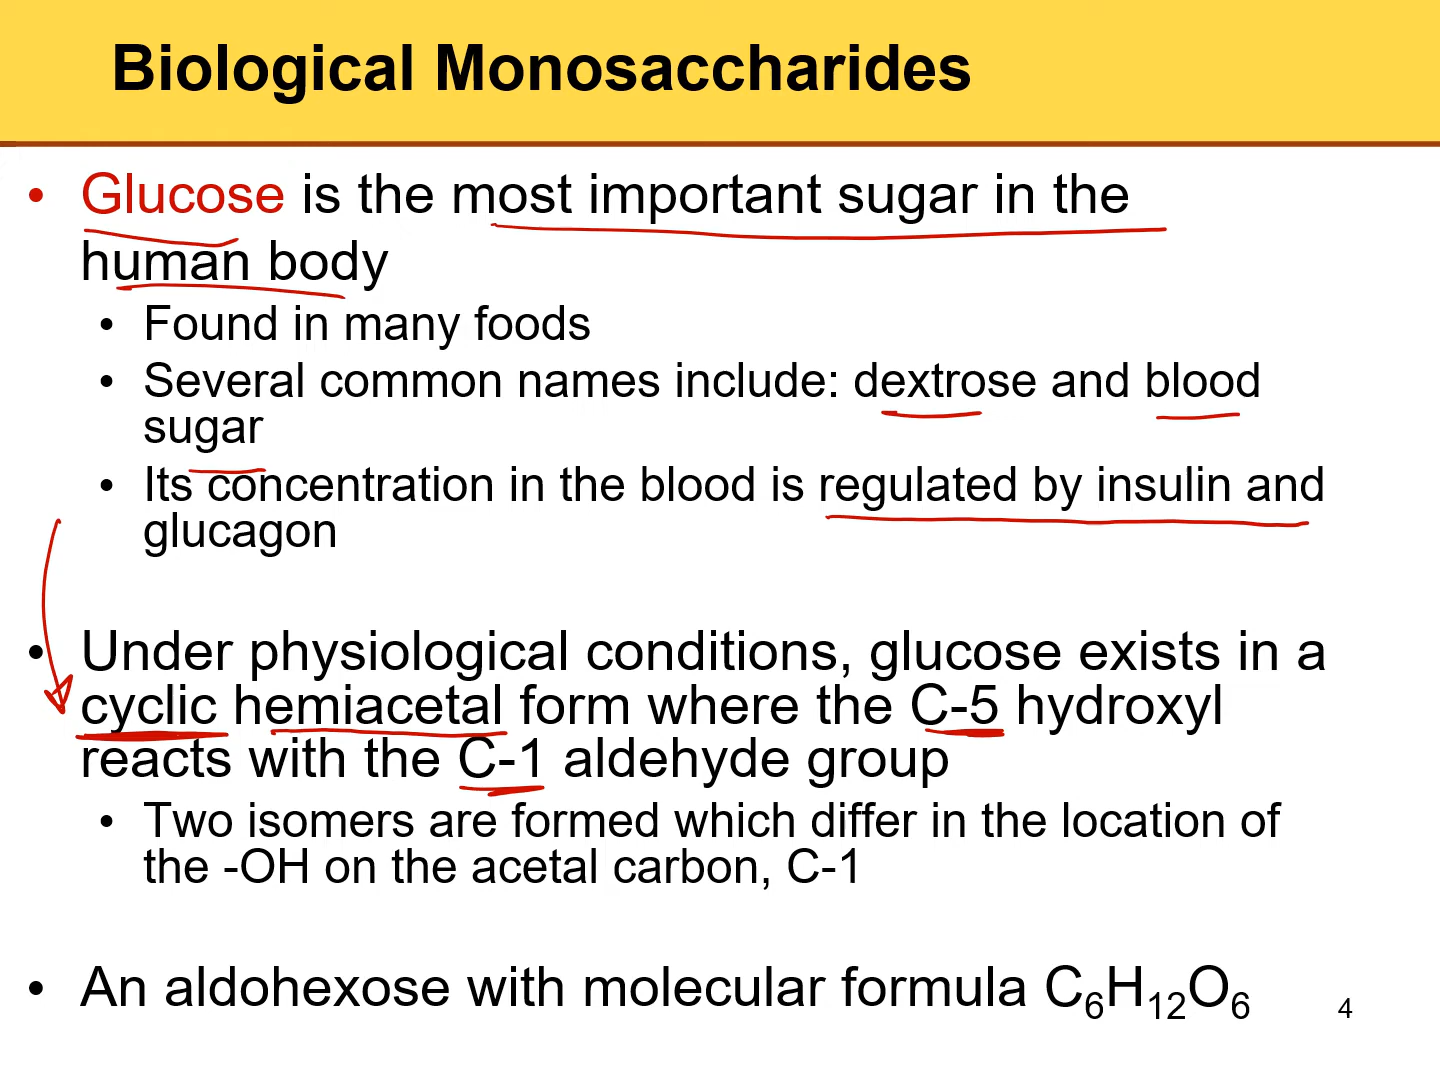 Biological Monosaccharides
• Glucose is the most important sugar in the
human body
• Found in many foods
• Several common names include: dextrose and blood
sugar
• Its concentration in the blood is regulated by insulin and
glucagon
• Under physiological conditions, glucose exists in a
cyclic hemiacetal form where the C-5 hydroxyl
reacts with the C-1 aldehyde group
• Two isomers are formed which differ in the location of
the -OH on the acetal carbon, C-1
• An aldohexose with molecular formula C₆H₁₂O₆
4